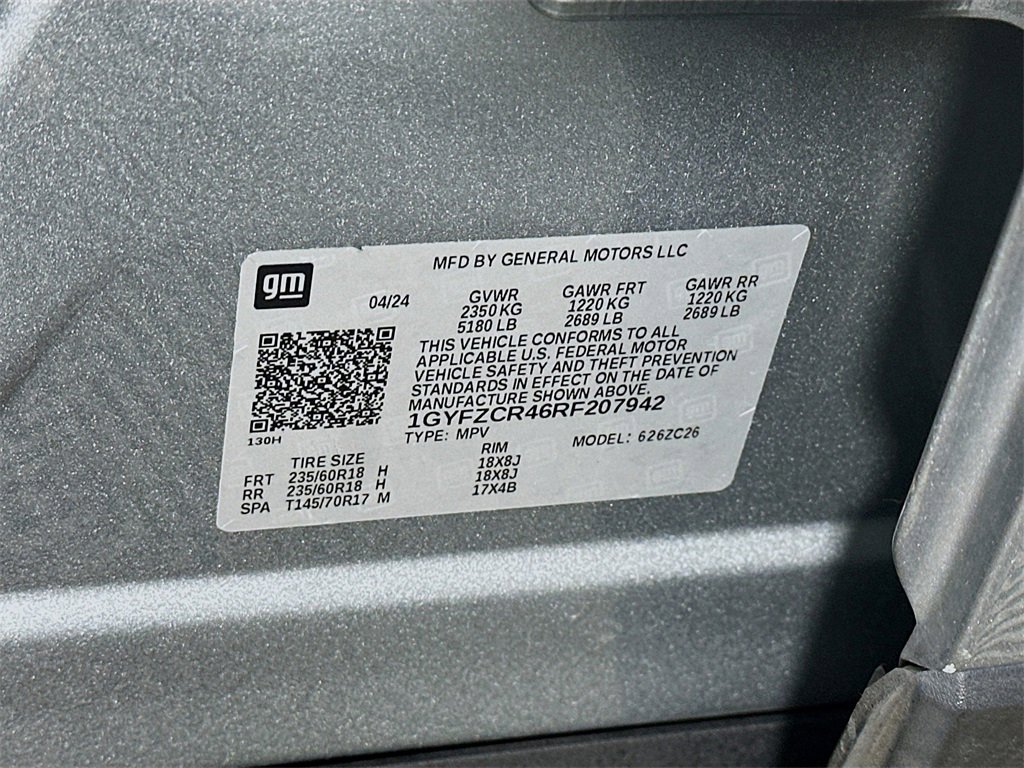 gm
MFD BY GENERAL MOTORS LLC
04/24
GVWR GAWR FRT GAWR RR
2350 KG 1220 KG 1220 KG
5180 LB 2689 LB 2689 LB
THIS VEHICLE CONFORMS TO ALL
APPLICABLE U.S. FEDERAL MOTOR
VEHICLE SAFETY AND THEFT PREVENTION
STANDARDS IN EFFECT ON THE DATE OF
MANUFACTURE SHOWN ABOVE.
1GYFZCR46RF207942
130H
TYPE: MPV MODEL: 626ZC26
TIRE SIZE RIM
FRT 235/60R18 H 18X8J
RR 235/60R18 H 18X8J
SPA T145/70R17 M 17X4B